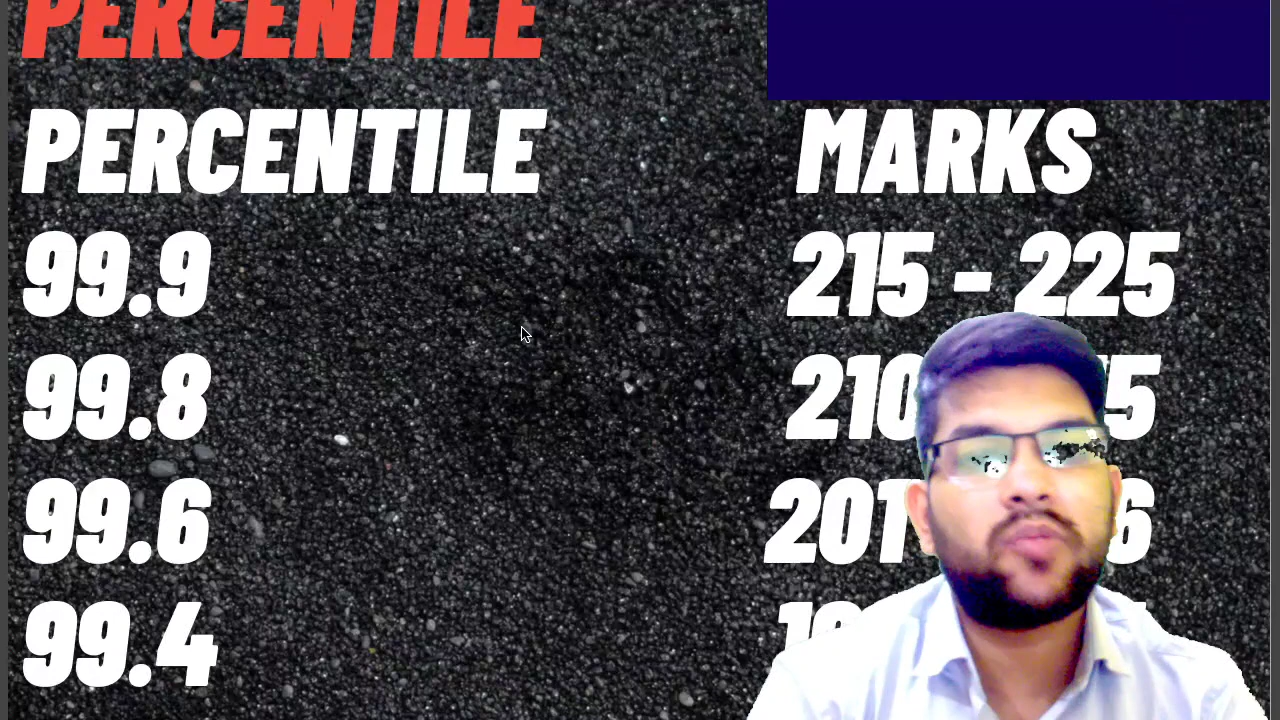 PERCENTILE
PERCENTILE MARKS
99.9 215 - 225
99.8
99.6
99.4